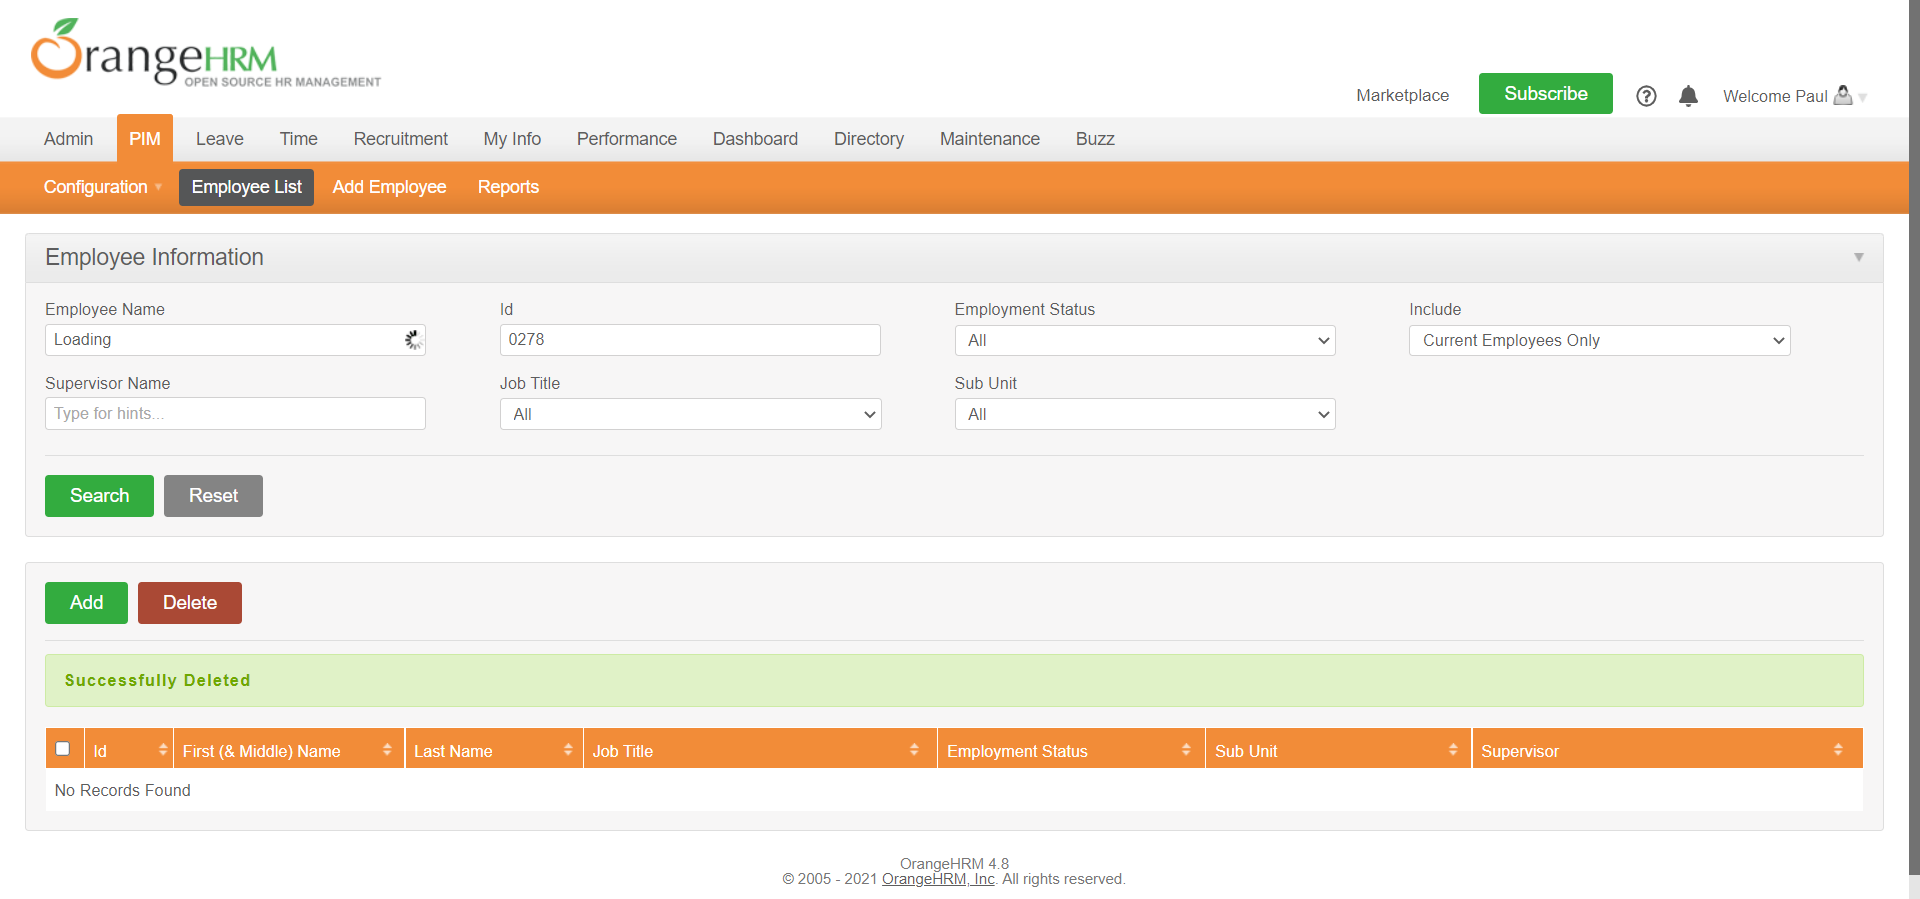 OrangeHRM
OPEN SOURCE HR MANAGEMENT
Marketplace
Subscribe
Welcome Paul
Admin PIM Leave Time Recruitment My Info Performance Dashboard Directory Maintenance Buzz
Configuration Employee List Add Employee Reports
Employee Information
Employee Name Id Employment Status Include
Loading 0278 All Current Employees Only
Supervisor Name Job Title Sub Unit
Type for hints... All All
Search Reset
Add Delete
Successfully Deleted
Id First (& Middle) Name Last Name Job Title Employment Status Sub Unit Supervisor
No Records Found
OrangeHRM 4.8
© 2005 - 2021 OrangeHRM, Inc. All rights reserved.